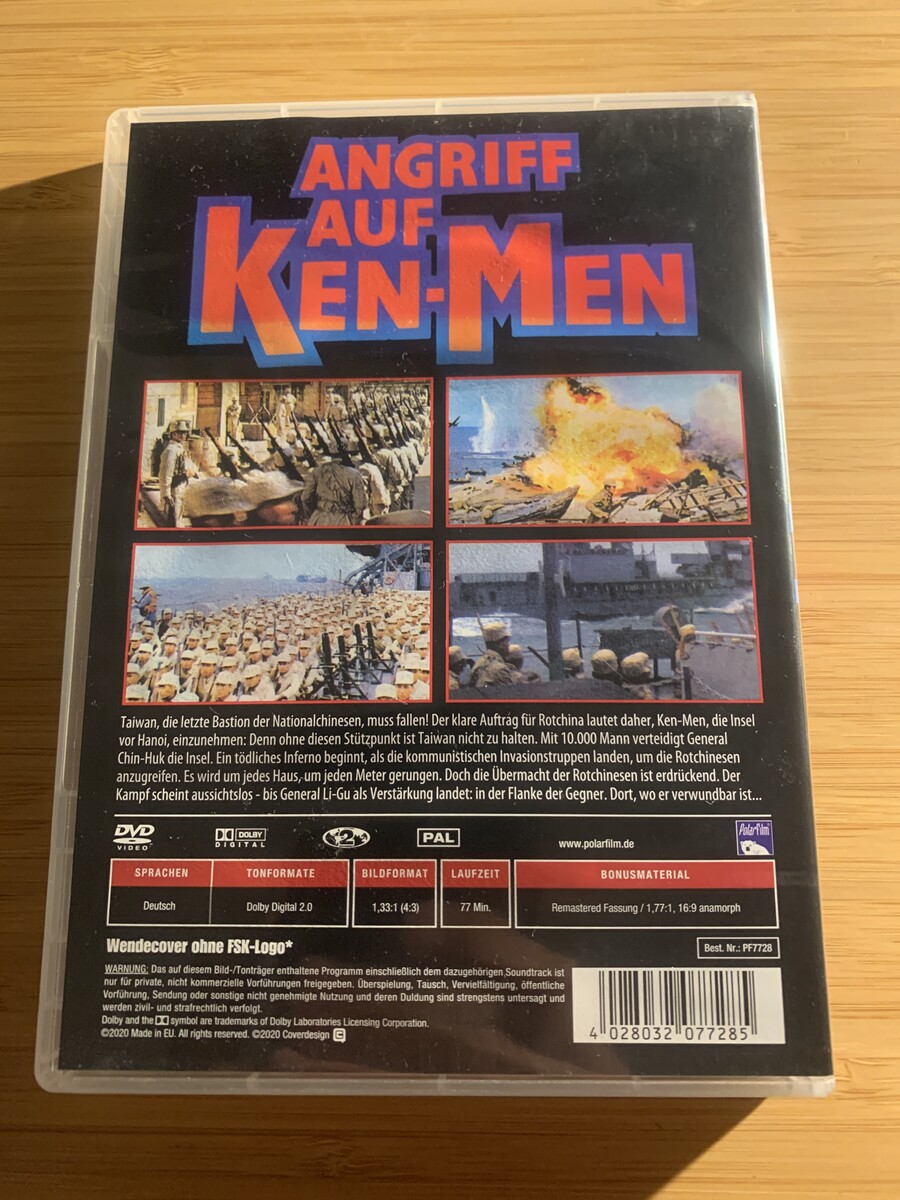 ANGRIFF
AUF
KEN-MEN
Taiwan, die letzte Bastion der Nationalchinesen, muss fallen! Der klare Auftrag für Rotchina lautet daher, Ken-Men, die Insel
vor Hanoi, einzunehmen: Denn ohne diesen Stützpunkt ist Taiwan nicht zu halten. Mit 10.000 Mann verteidigt General
Chin-Huk die Insel. Ein tödliches Inferno beginnt, als die kommunistischen Invasionstruppen landen, um die Rotchinesen
anzugreifen. Es wird um jedes Haus, um jeden Meter gerungen. Doch die Übermacht der Rotchinesen ist erdrückend. Der
Kampf scheint aussichtslos - bis General Li-Gu als Verstärkung landet: in der Flanke der Gegner. Dort, wo er verwundbar ist...
DVD VIDEO
DOLBY DIGITAL
2
PAL
www.polarfilm.de
PolarFilm
SPRACHEN TONFORMATE BILDFORMAT LAUFZEIT BONUSMATERIAL
Deutsch Dolby Digital 2.0 1,33:1 (4:3) 77 Min. Remastered Fassung / 1,77:1, 16:9 anamorph
Wendecover ohne FSK-Logo*
Best. Nr.: PF7728
WARNUNG: Das auf diesem Bild-/Tonträger enthaltene Programm einschließlich dem dazugehörigen Soundtrack ist
nur für private, nicht kommerzielle Vorführungen freigegeben. Überspielung, Tausch, Vervielfältigung, öffentliche
Vorführung, Sendung oder sonstige nicht genehmigte Nutzung und deren Duldung sind strengstens untersagt und
werden zivil- und strafrechtlich verfolgt.
Dolby and the symbol are trademarks of Dolby Laboratories Licensing Corporation.
©2020 Made in EU. All rights reserved. ©2020 Coverdesign
4 028032 077285